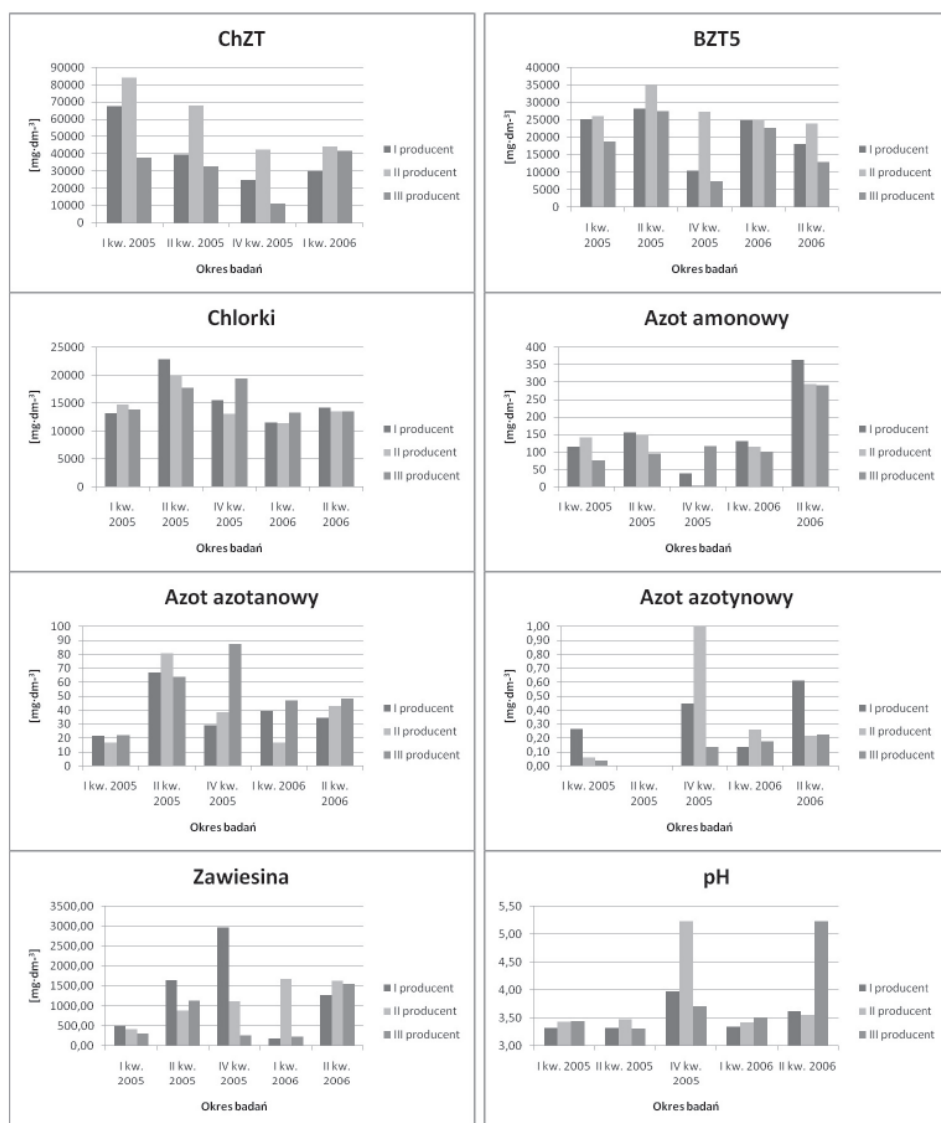 ChZT
[mg·dm-³]
90000
80000
70000
60000
50000
40000
30000
20000
10000
0
I kw. 2005 II kw. 2005 IV kw. 2005 I kw. 2006
Okres badań
I producent
II producent
III producent
BZT5
[mg·dm-³]
40000
35000
30000
25000
20000
15000
10000
5000
0
I kw. II kw. IV kw. I kw. II kw.
2005 2005 2005 2006 2006
Okres badań
I producent
II producent
III producent
Chlorki
[mg·dm-³]
25000
20000
15000
10000
5000
0
I kw. II kw. IV kw. I kw. II kw.
2005 2005 2005 2006 2006
Okres badań
I producent
II producent
III producent
Azot amonowy
[mg·dm-³]
400
350
300
250
200
150
100
50
0
I kw. 2005 II kw. IV kw. I kw. 2006 II kw.
2005 2005 2006
Okres badań
I producent
II producent
III producent
Azot azotanowy
[mg·dm-³]
100
90
80
70
60
50
40
30
20
10
0
I kw. 2005 II kw. IV kw. I kw. 2006 II kw.
2005 2005 2006
Okres badań
I producent
II producent
III producent
Azot azotynowy
[mg·dm-³]
1,00
0,90
0,80
0,70
0,60
0,50
0,40
0,30
0,20
0,10
0,00
I kw. 2005 II kw. IV kw. I kw. 2006 II kw.
2005 2005 2006
Okres badań
I producent
II producent
III producent
Zawiesina
[mg·dm-³]
3500,00
3000,00
2500,00
2000,00
1500,00
1000,00
500,00
0,00
I kw. II kw. IV kw. I kw. II kw.
2005 2005 2005 2006 2006
Okres badań
I producent
II producent
III producent
pH
5,50
5,00
4,50
4,00
3,50
3,00
I kw. 2005 II kw. 2005 IV kw. I kw. 2006 II kw. 2006
2005
Okres badań
I producent
II producent
III producent